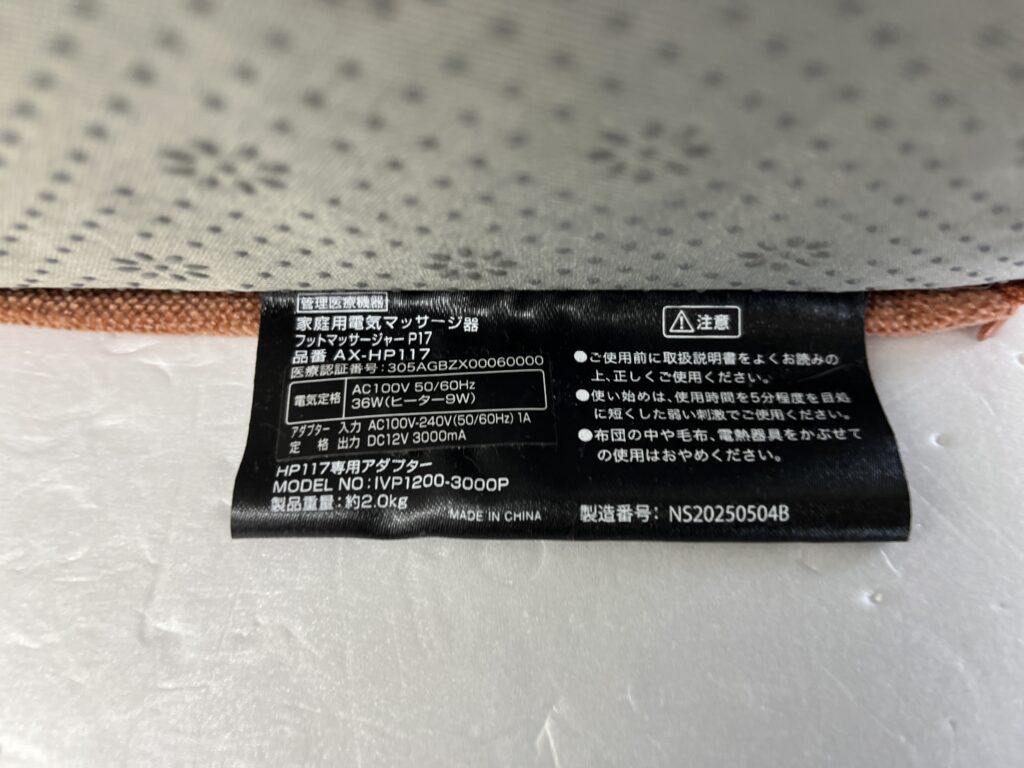 管理医療機器
家庭用電気マッサージ器
フットマッサージャー P17
品番 AX-HP117
医療認証番号:305AGBZX00060000
電気定格
AC100V 50/60Hz
36W(ヒーター9W)
アダプター 入力 AC100V-240V(50/60Hz) 1A
定 格 出力 DC12V 3000mA
HP117専用アダプター
MODEL NO:IVP1200-3000P
製品重量:約2.0kg
MADE IN CHINA
注意
●ご使用前に取扱説明書をよくお読みの
上、正しくご使用ください。
●使い始めは、使用時間を5分程度を目処
に短くした弱い刺激でご使用ください。
●布団の中や毛布、電熱器具をかぶせて
の使用はおやめください。
製造番号: NS20250504B